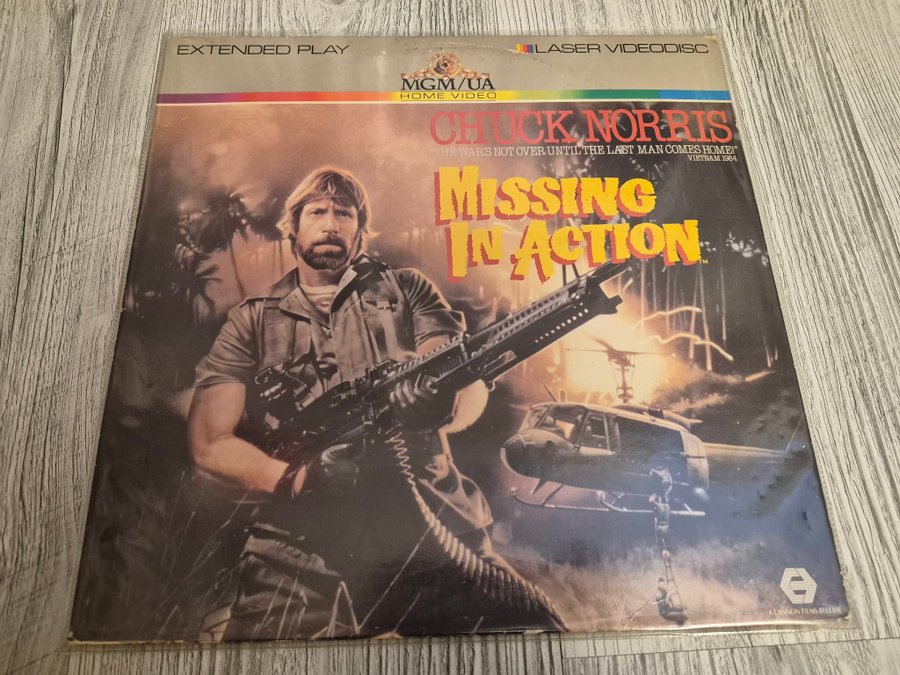 EXTENDED PLAY
LASER VIDEODISC
MGM/UA
HOME VIDEO
CHUCK NORRIS
"THE WAR'S NOT OVER UNTIL THE LAST MAN COMES HOME!"
VIETNAM 1984
MISSING
IN ACTION™
A CANNON FILMS RELEASE